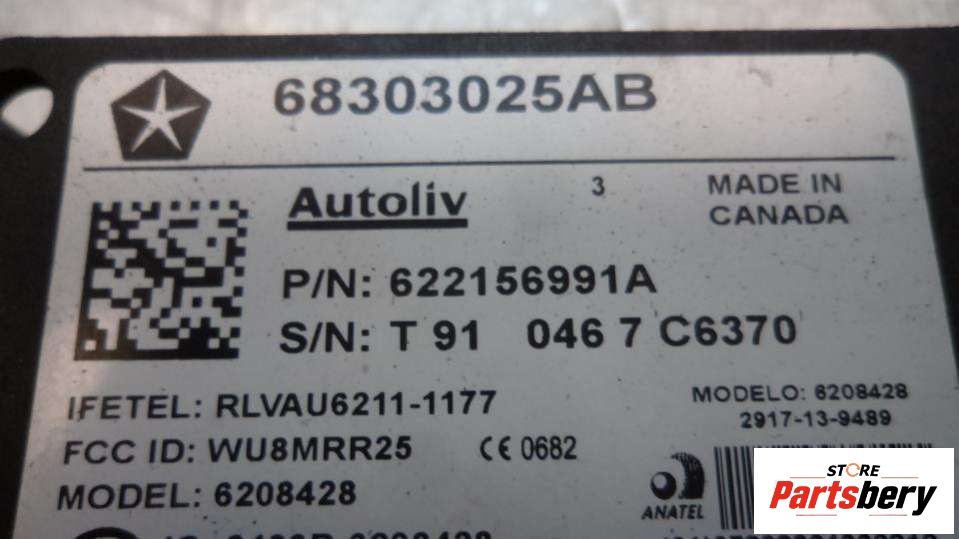 68303025AB
Autoliv
3
MADE IN
CANADA
P/N: 622156991A
S/N: T 91 046 7 C6370
IFETEL: RLVAU6211-1177
MODELO: 6208428
2917-13-9489
FCC ID: WU8MRR25
CE 0682
MODEL: 6208428
ANATEL
STORE
Partsbery